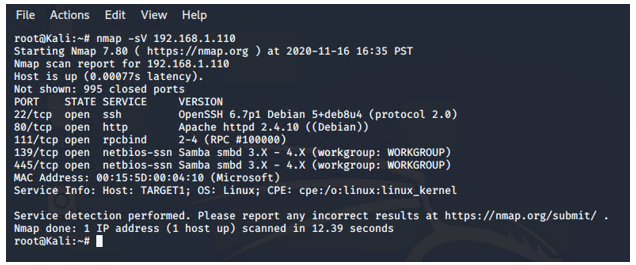 File Actions Edit View Help
root@Kali:~# nmap -sV 192.168.1.110
Starting Nmap 7.80 ( https://nmap.org ) at 2020-11-16 16:35 PST
Nmap scan report for 192.168.1.110
Host is up (0.00077s latency).
Not shown: 995 closed ports
PORT    STATE SERVICE     VERSION
22/tcp  open  ssh         OpenSSH 6.7p1 Debian 5+deb8u4 (protocol 2.0)
80/tcp  open  http        Apache httpd 2.4.10 ((Debian))
111/tcp open  rpcbind     2-4 (RPC #100000)
139/tcp open  netbios-ssn Samba smbd 3.X - 4.X (workgroup: WORKGROUP)
445/tcp open  netbios-ssn Samba smbd 3.X - 4.X (workgroup: WORKGROUP)
MAC Address: 00:15:5D:00:04:10 (Microsoft)
Service Info: Host: TARGET1; OS: Linux; CPE: cpe:/o:linux:linux_kernel
Service detection performed. Please report any incorrect results at https://nmap.org/submit/ .
Nmap done: 1 IP address (1 host up) scanned in 12.39 seconds
root@Kali:~#